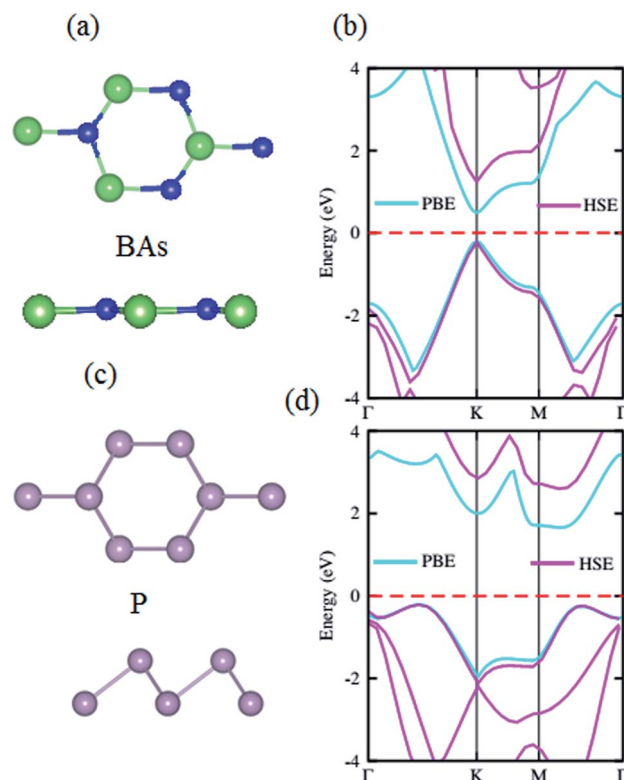 (a)
BAs
(b)
4
2
0
-2
-4
Energy (eV)
PBE
HSE
Γ
K
M
Γ
(c)
P
(d)
4
2
0
-2
-4
Energy (eV)
PBE
HSE
Γ
K
M
Γ